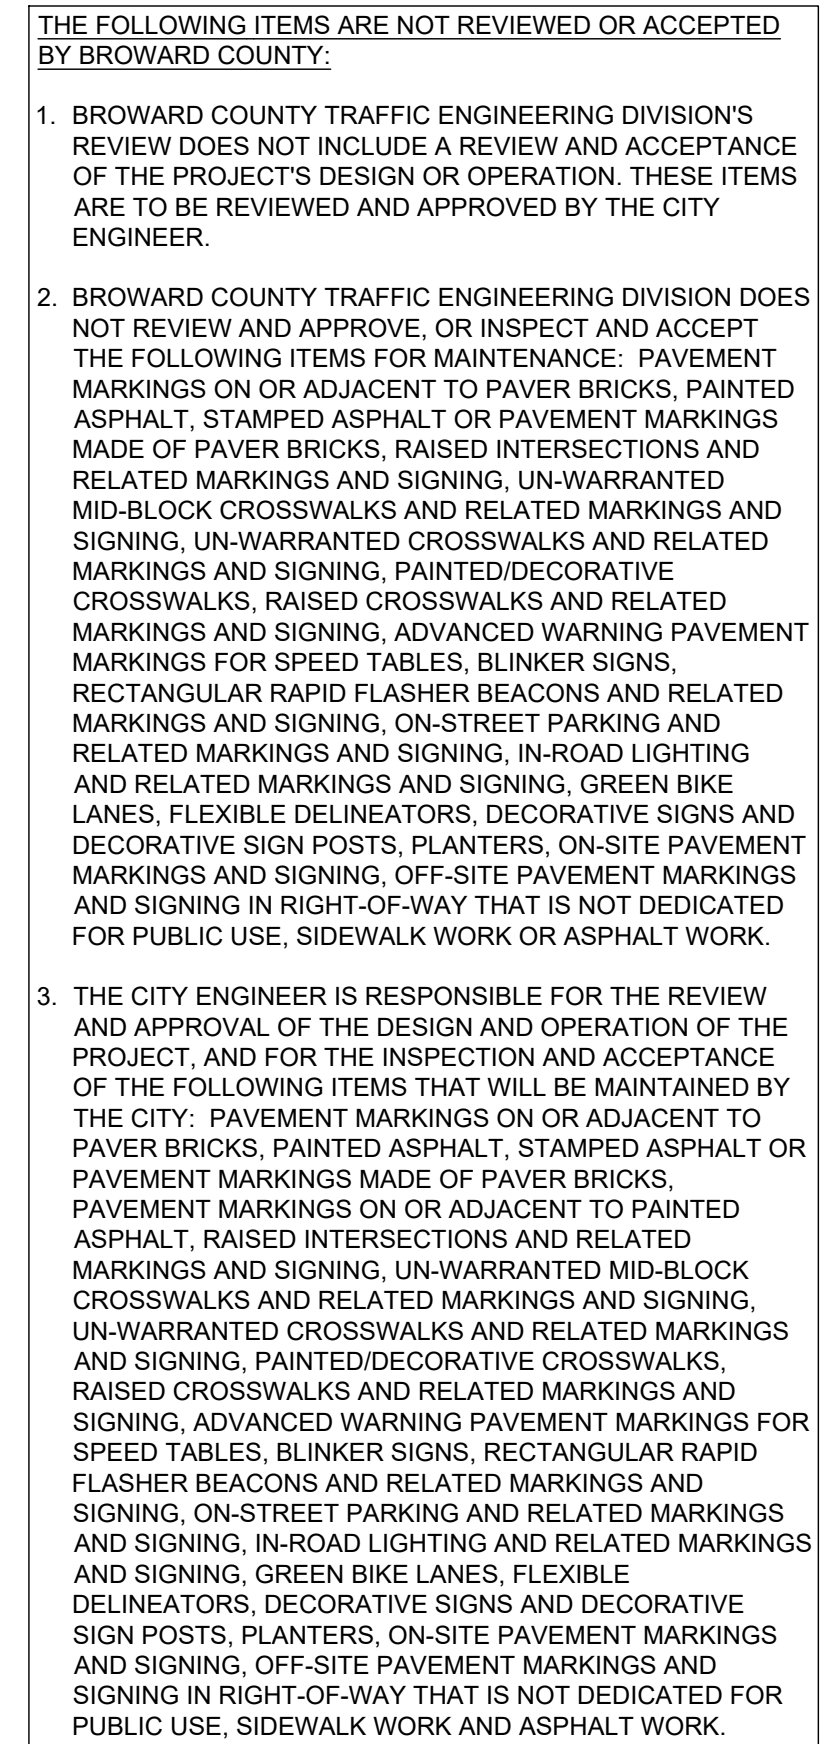 THE FOLLOWING ITEMS ARE NOT REVIEWED OR ACCEPTED
BY BROWARD COUNTY:
1. BROWARD COUNTY TRAFFIC ENGINEERING DIVISION'S
REVIEW DOES NOT INCLUDE A REVIEW AND ACCEPTANCE
OF THE PROJECT'S DESIGN OR OPERATION. THESE ITEMS
ARE TO BE REVIEWED AND APPROVED BY THE CITY
ENGINEER.
2. BROWARD COUNTY TRAFFIC ENGINEERING DIVISION DOES
NOT REVIEW AND APPROVE, OR INSPECT AND ACCEPT
THE FOLLOWING ITEMS FOR MAINTENANCE: PAVEMENT
MARKINGS ON OR ADJACENT TO PAVER BRICKS, PAINTED
ASPHALT, STAMPED ASPHALT OR PAVEMENT MARKINGS
MADE OF PAVER BRICKS, RAISED INTERSECTIONS AND
RELATED MARKINGS AND SIGNING, UN-WARRANTED
MID-BLOCK CROSSWALKS AND RELATED MARKINGS AND
SIGNING, UN-WARRANTED CROSSWALKS AND RELATED
MARKINGS AND SIGNING, PAINTED/DECORATIVE
CROSSWALKS, RAISED CROSSWALKS AND RELATED
MARKINGS AND SIGNING, ADVANCED WARNING PAVEMENT
MARKINGS FOR SPEED TABLES, BLINKER SIGNS,
RECTANGULAR RAPID FLASHER BEACONS AND RELATED
MARKINGS AND SIGNING, ON-STREET PARKING AND
RELATED MARKINGS AND SIGNING, IN-ROAD LIGHTING
AND RELATED MARKINGS AND SIGNING, GREEN BIKE
LANES, FLEXIBLE DELINEATORS, DECORATIVE SIGNS AND
DECORATIVE SIGN POSTS, PLANTERS, ON-SITE PAVEMENT
MARKINGS AND SIGNING, OFF-SITE PAVEMENT MARKINGS
AND SIGNING IN RIGHT-OF-WAY THAT IS NOT DEDICATED
FOR PUBLIC USE, SIDEWALK WORK OR ASPHALT WORK.
3. THE CITY ENGINEER IS RESPONSIBLE FOR THE REVIEW
AND APPROVAL OF THE DESIGN AND OPERATION OF THE
PROJECT, AND FOR THE INSPECTION AND ACCEPTANCE
OF THE FOLLOWING ITEMS THAT WILL BE MAINTAINED BY
THE CITY: PAVEMENT MARKINGS ON OR ADJACENT TO
PAVER BRICKS, PAINTED ASPHALT, STAMPED ASPHALT OR
PAVEMENT MARKINGS MADE OF PAVER BRICKS,
PAVEMENT MARKINGS ON OR ADJACENT TO PAINTED
ASPHALT, RAISED INTERSECTIONS AND RELATED
MARKINGS AND SIGNING, UN-WARRANTED MID-BLOCK
CROSSWALKS AND RELATED MARKINGS AND SIGNING,
UN-WARRANTED CROSSWALKS AND RELATED MARKINGS
AND SIGNING, PAINTED/DECORATIVE CROSSWALKS,
RAISED CROSSWALKS AND RELATED MARKINGS AND
SIGNING, ADVANCED WARNING PAVEMENT MARKINGS FOR
SPEED TABLES, BLINKER SIGNS, RECTANGULAR RAPID
FLASHER BEACONS AND RELATED MARKINGS AND
SIGNING, ON-STREET PARKING AND RELATED MARKINGS
AND SIGNING, IN-ROAD LIGHTING AND RELATED MARKINGS
AND SIGNING, GREEN BIKE LANES, FLEXIBLE
DELINEATORS, DECORATIVE SIGNS AND DECORATIVE
SIGN POSTS, PLANTERS, ON-SITE PAVEMENT MARKINGS
AND SIGNING, OFF-SITE PAVEMENT MARKINGS AND
SIGNING IN RIGHT-OF-WAY THAT IS NOT DEDICATED FOR
PUBLIC USE, SIDEWALK WORK AND ASPHALT WORK.